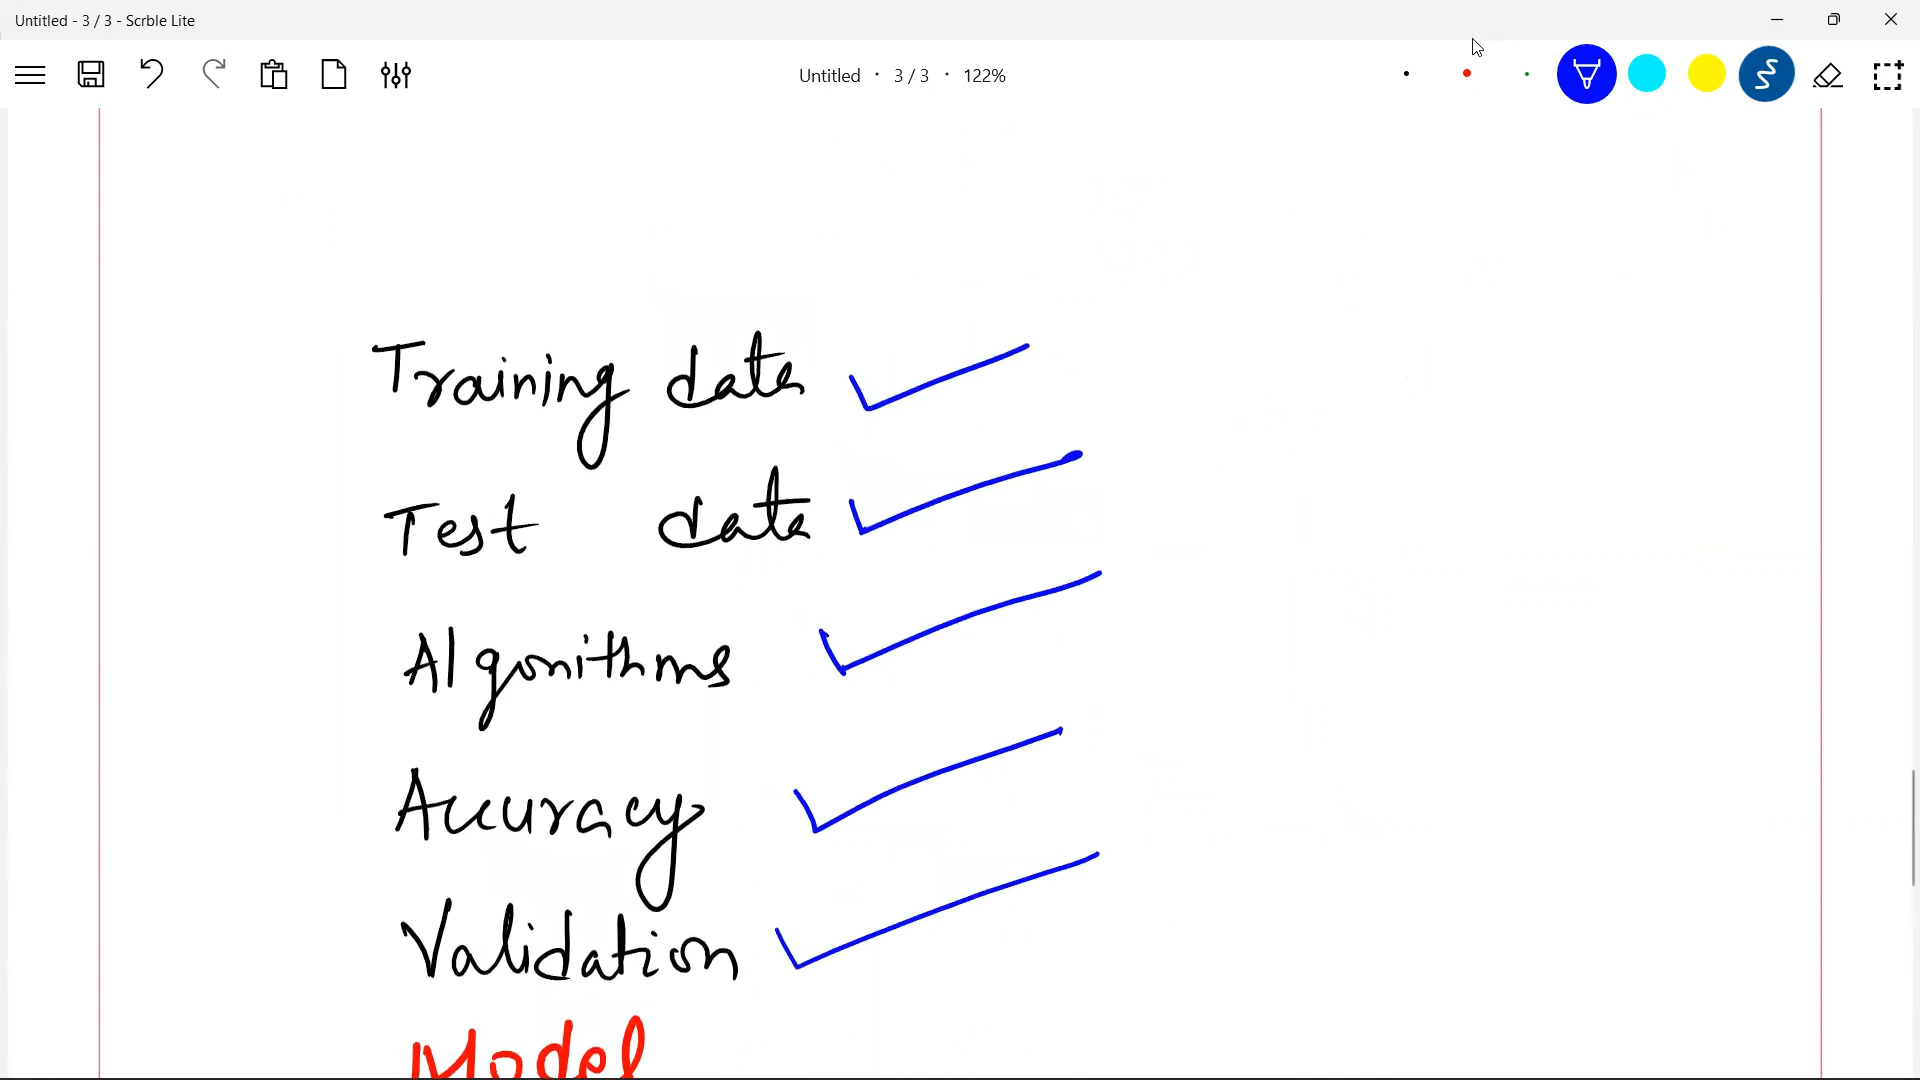 Untitled - 3 / 3 - Scrble Lite
Untitled · 3 / 3 · 122%
Training data
Test data
Algorithms
Accuracy
Validation
Model